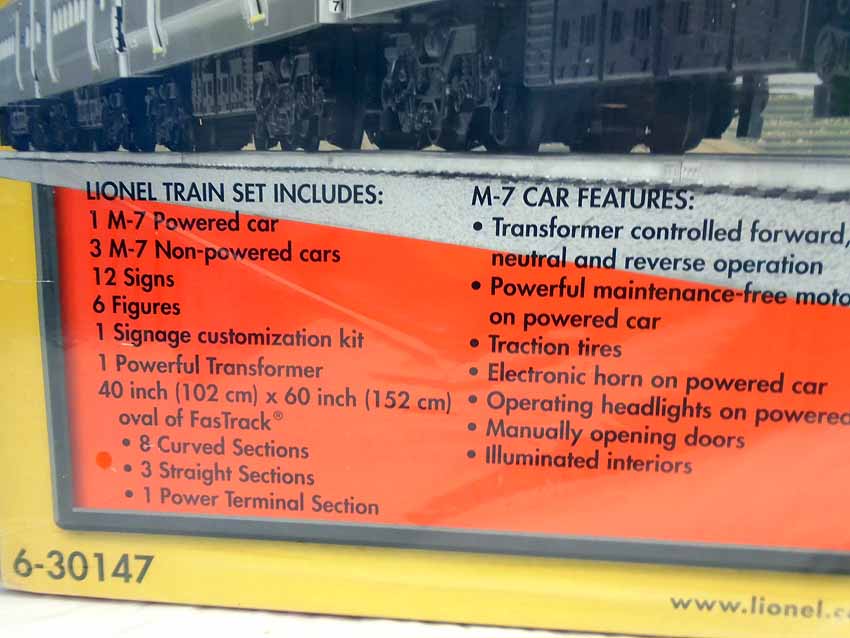 7
LIONEL TRAIN SET INCLUDES:
1 M-7 Powered car
3 M-7 Non-powered cars
12 Signs
6 Figures
1 Signage customization kit
1 Powerful Transformer
40 inch (102 cm) x 60 inch (152 cm)
oval of FasTrack®
• 8 Curved Sections
• 3 Straight Sections
• 1 Power Terminal Section
M-7 CAR FEATURES:
• Transformer controlled forward,
neutral and reverse operation
• Powerful maintenance-free moto
on powered car
• Traction tires
• Electronic horn on powered car
• Operating headlights on powered
• Manually opening doors
• Illuminated interiors
6-30147
www.lionel.c